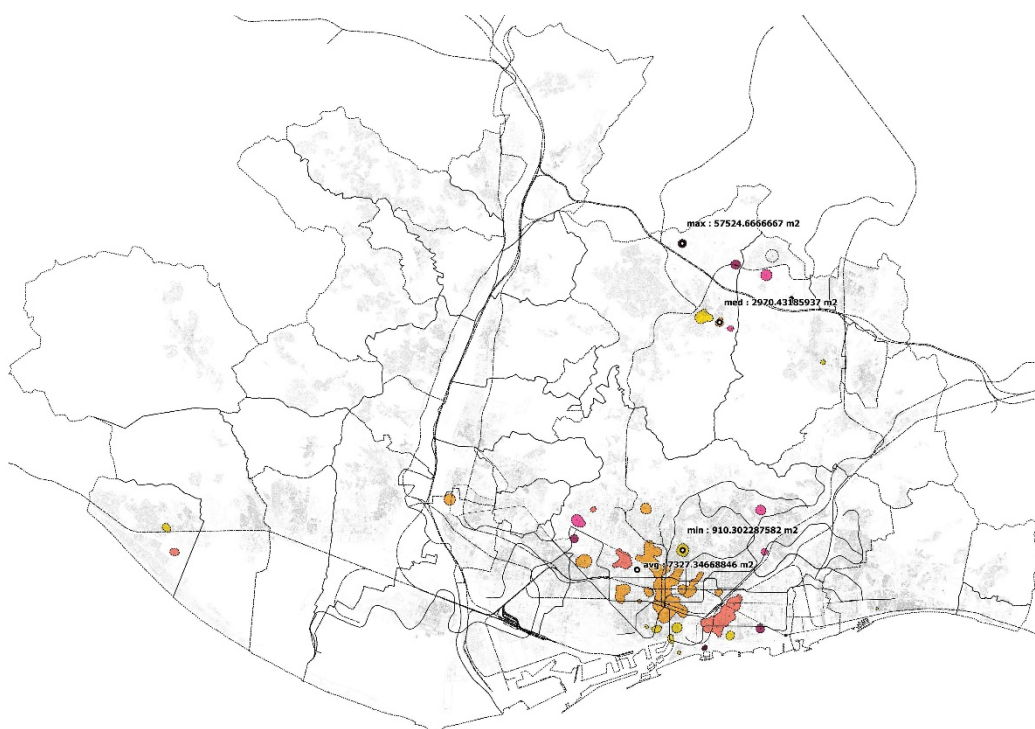 max : 57524.6666667 m2
med : 2970.43185937 m2
min : 910.302287582 m2
avg : 7327.34668846 m2